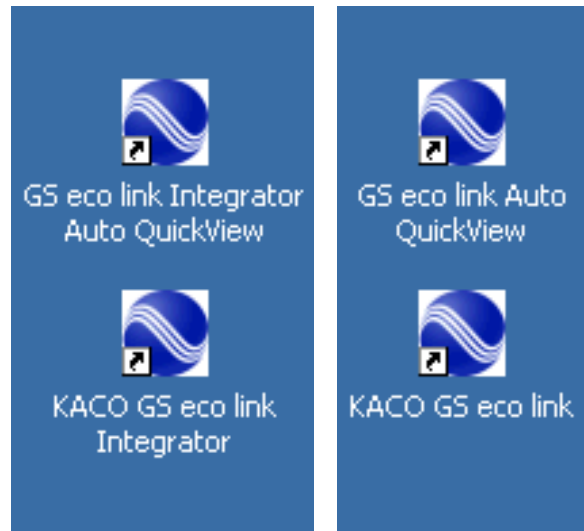 GS eco link Integrator
Auto QuickView
KACO GS eco link
Integrator
GS eco link Auto
QuickView
KACO GS eco link